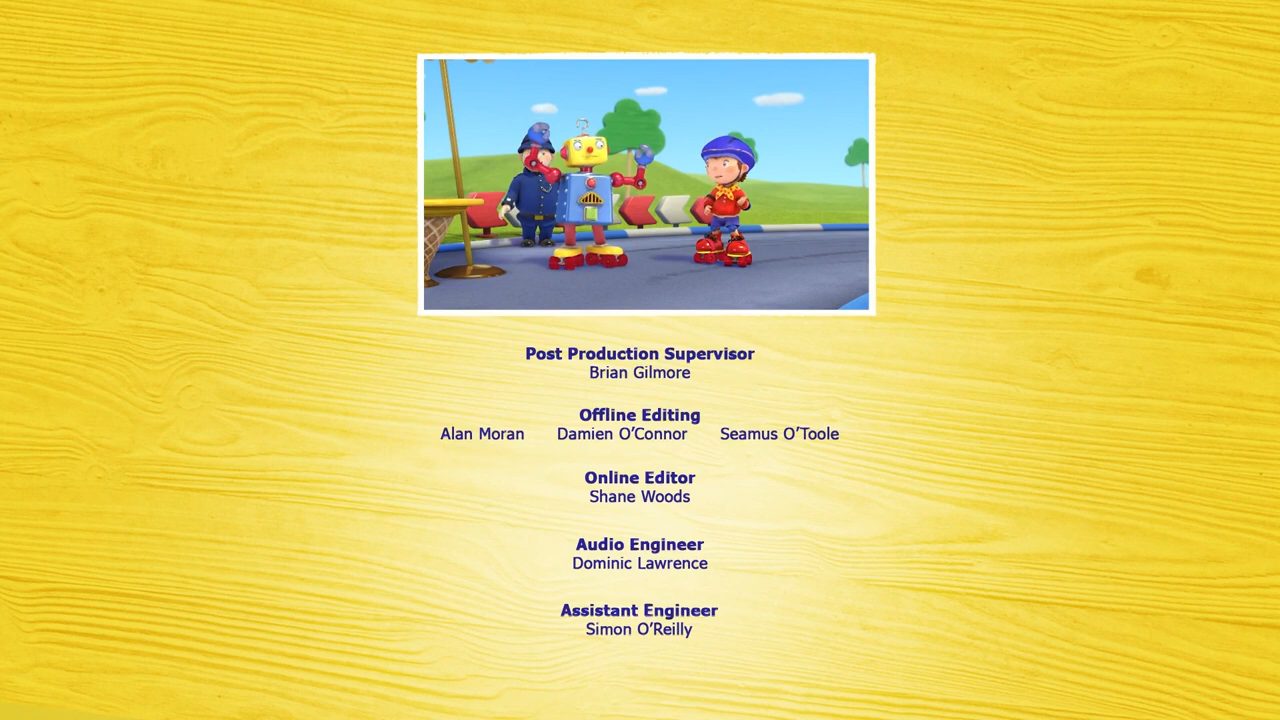 Post Production Supervisor
Brian Gilmore
Offline Editing
Alan Moran Damien O'Connor Seamus O'Toole
Online Editor
Shane Woods
Audio Engineer
Dominic Lawrence
Assistant Engineer
Simon O'Reilly